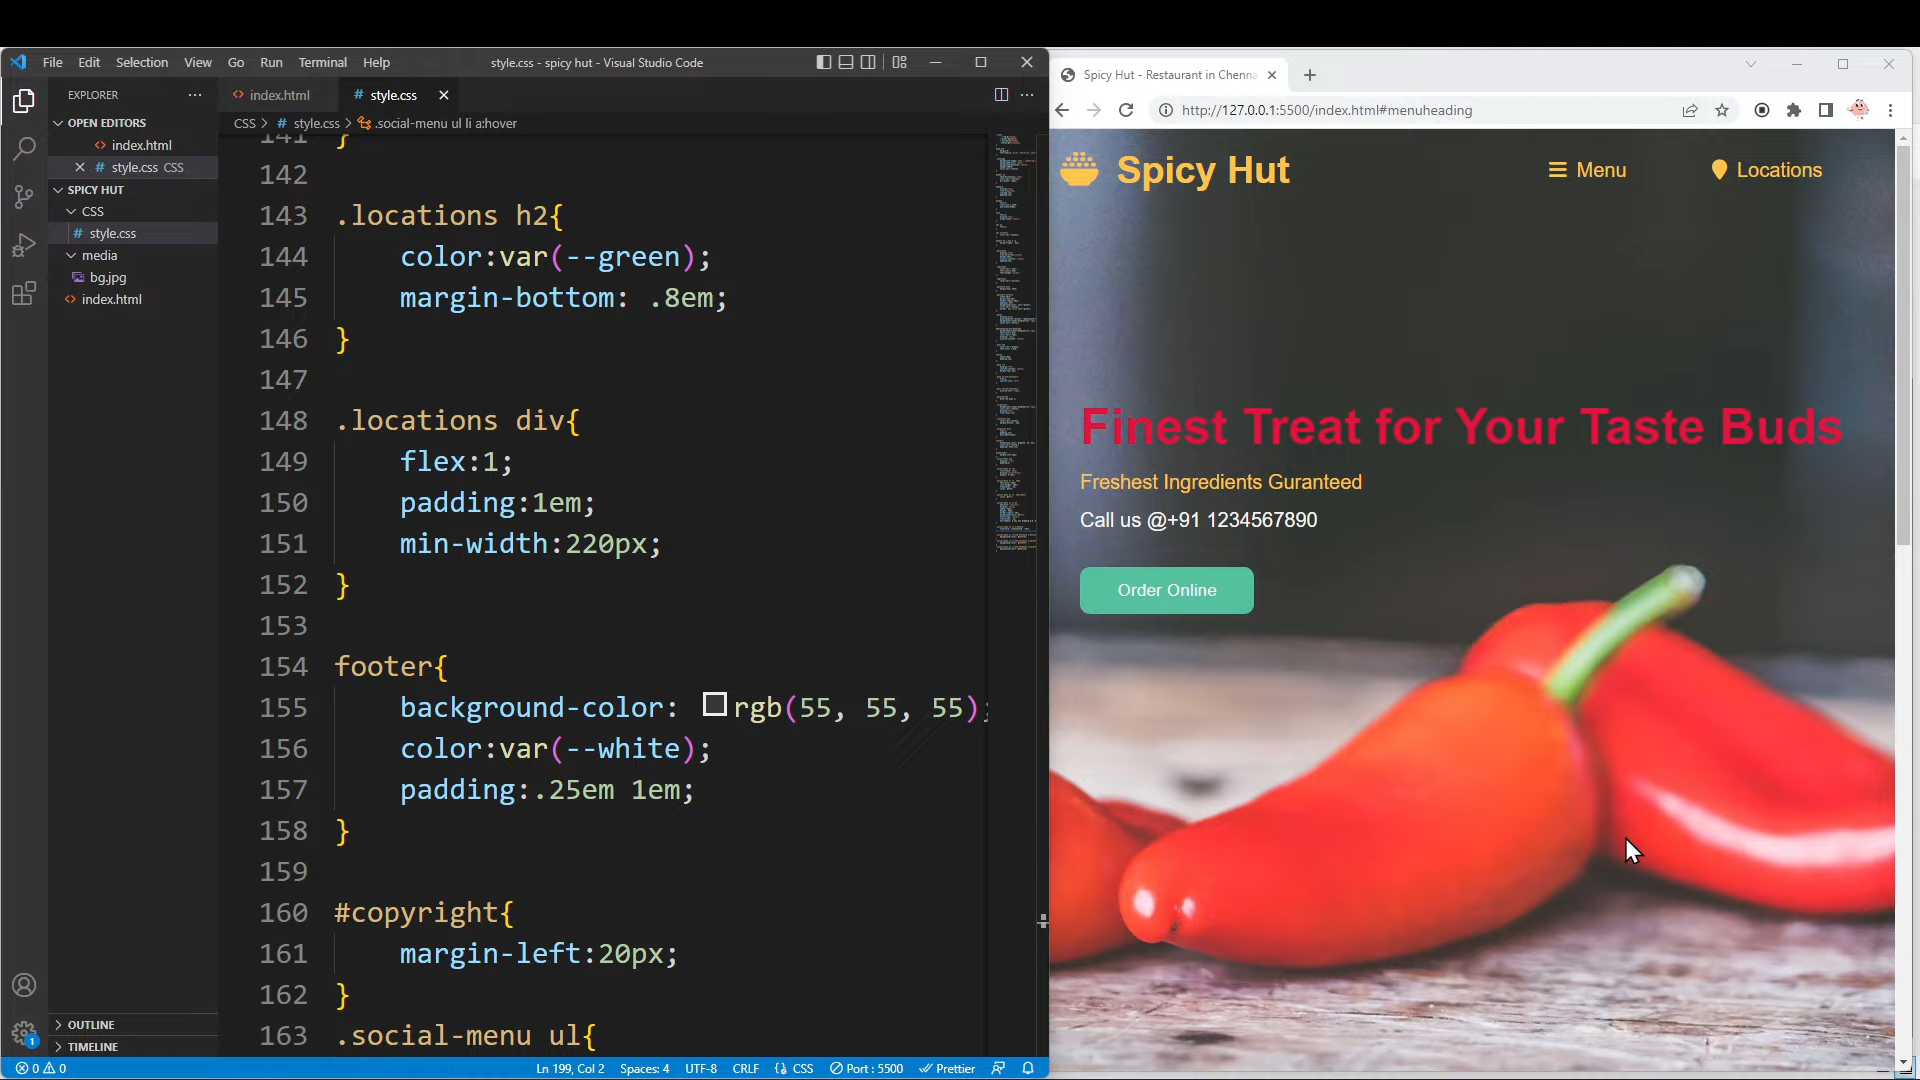 File Edit Selection View Go Run Terminal Help
style.css - spicy hut - Visual Studio Code
EXPLORER
OPEN EDITORS
index.html
style.css CSS
SPICY HUT
CSS
style.css
media
bg.jpg
index.html
OUTLINE
TIMELINE
index.html
style.css
CSS > style.css > .social-menu ul li a:hover
141 }
142
143 .locations h2{
144 color:var(--green);
145 margin-bottom: .8em;
146 }
147
148 .locations div{
149 flex:1;
150 padding:1em;
151 min-width:220px;
152 }
153
154 footer{
155 background-color: rgb(55, 55, 55);
156 color:var(--white);
157 padding:.25em 1em;
158 }
159
160 #copyright{
161 margin-left:20px;
162 }
163 .social-menu ul{
0 0 Ln 199, Col 2 Spaces: 4 UTF-8 CRLF {} CSS Port : 5500 Prettier
1
Spicy Hut - Restaurant in Chenna
http://127.0.0.1:5500/index.html#menuheading
Spicy Hut
Menu
Locations
Finest Treat for Your Taste Buds
Freshest Ingredients Guranteed
Call us @+91 1234567890
Order Online